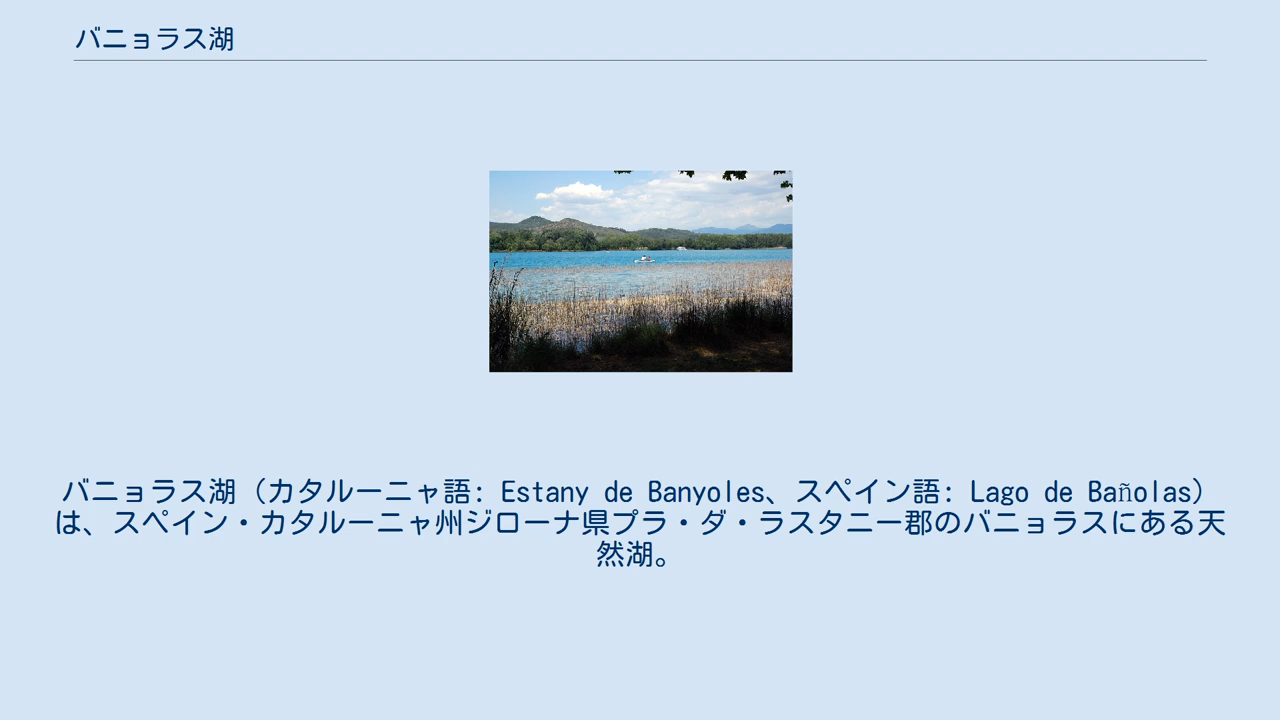 バニョラス湖
バニョラス湖（カタルーニャ語: Estany de Banyoles、スペイン語: Lago de Bañolas）
は、スペイン・カタルーニャ州ジローナ県プラ・ダ・ラスタニー郡のバニョラスにある天
然湖。